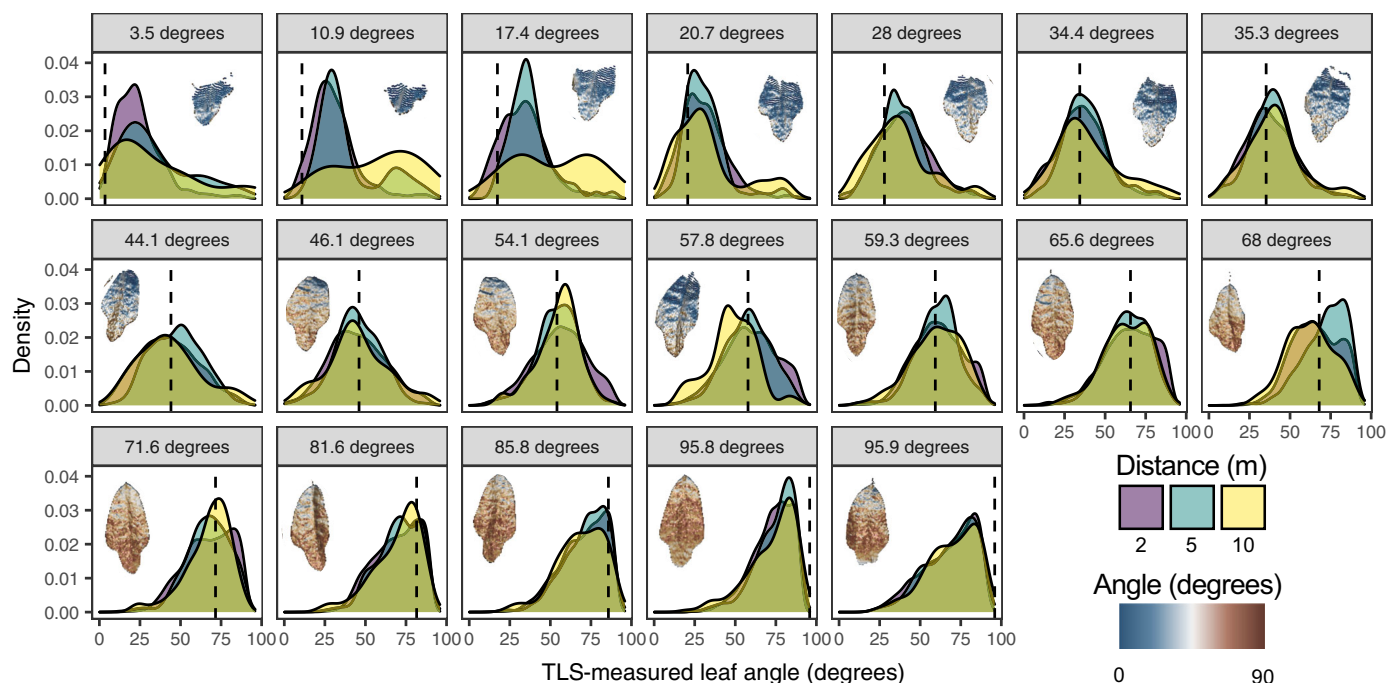 3.5 degrees 10.9 degrees 17.4 degrees 20.7 degrees 28 degrees 34.4 degrees 35.3 degrees
0.04
0.03
0.02
0.01
0.00
44.1 degrees 46.1 degrees 54.1 degrees 57.8 degrees 59.3 degrees 65.6 degrees 68 degrees
0.04
0.03
0.02
0.01
0.00
Density
0 25 50 75 100 0 25 50 75 100
71.6 degrees 81.6 degrees 85.8 degrees 95.8 degrees 95.9 degrees
0.04
0.03
0.02
0.01
0.00
0 25 50 75 100 0 25 50 75 100 0 25 50 75 100 0 25 50 75 100 0 25 50 75 100
TLS-measured leaf angle (degrees)
Distance (m)
2 5 10
Angle (degrees)
0 90